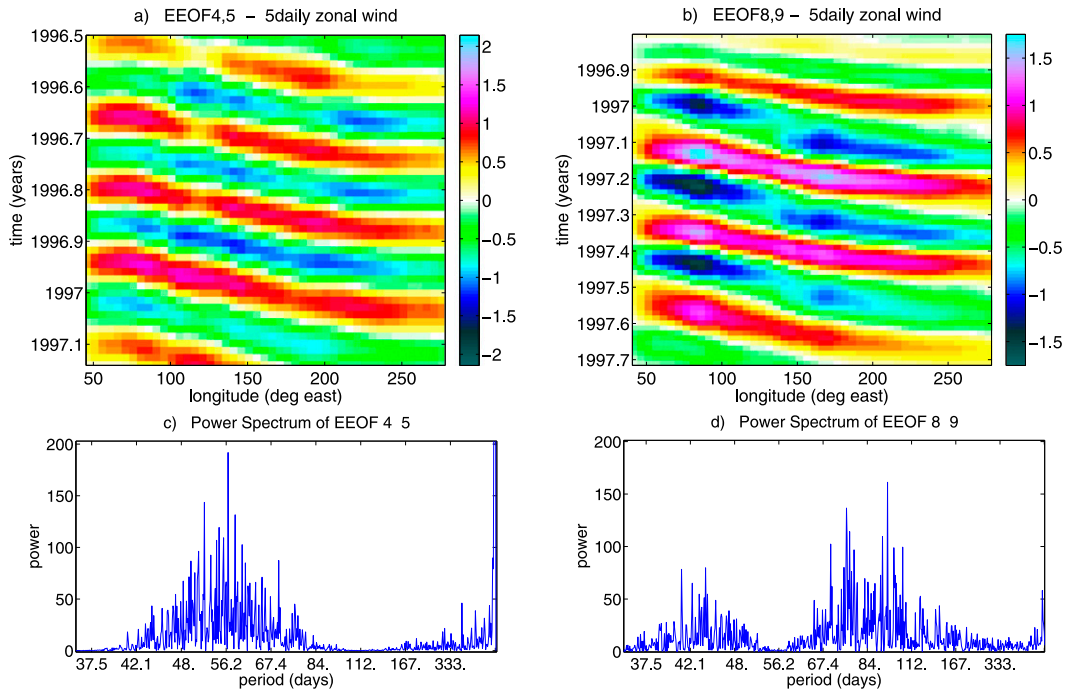 a) EEOF4,5 – 5daily zonal wind
1996.5
1996.6
1996.7
1996.8
1996.9
1997
1997.1
time (years)
50 100 150 200 250
longitude (deg east)
2
1.5
1
0.5
0
−0.5
−1
−1.5
−2
b) EEOF8,9 – 5daily zonal wind
1996.9
1997
1997.1
1997.2
1997.3
1997.4
1997.5
1997.6
1997.7
time (years)
50 100 150 200 250
longitude (deg east)
1.5
1
0.5
0
−0.5
−1
−1.5
c) Power Spectrum of EEOF 4 5
200
150
100
50
0
power
37.5 42.1 48. 56.2 67.4 84. 112. 167. 333.
period (days)
d) Power Spectrum of EEOF 8 9
200
150
100
50
0
power
37.5 42.1 48. 56.2 67.4 84. 112. 167. 333.
period (days)